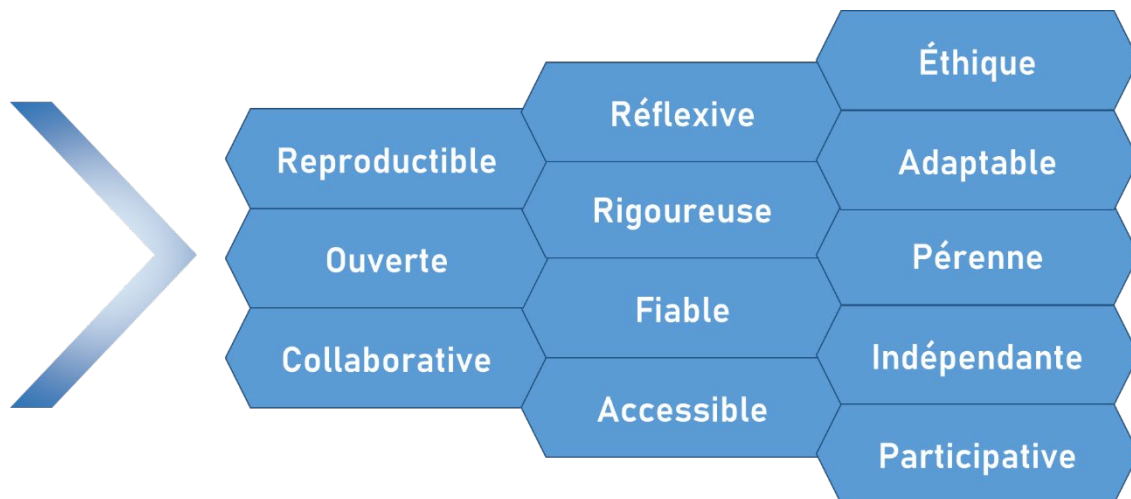 Reproductible
Ouverte
Collaborative
Réflexive
Rigoureuse
Fiable
Accessible
Éthique
Adaptable
Pérenne
Indépendante
Participative